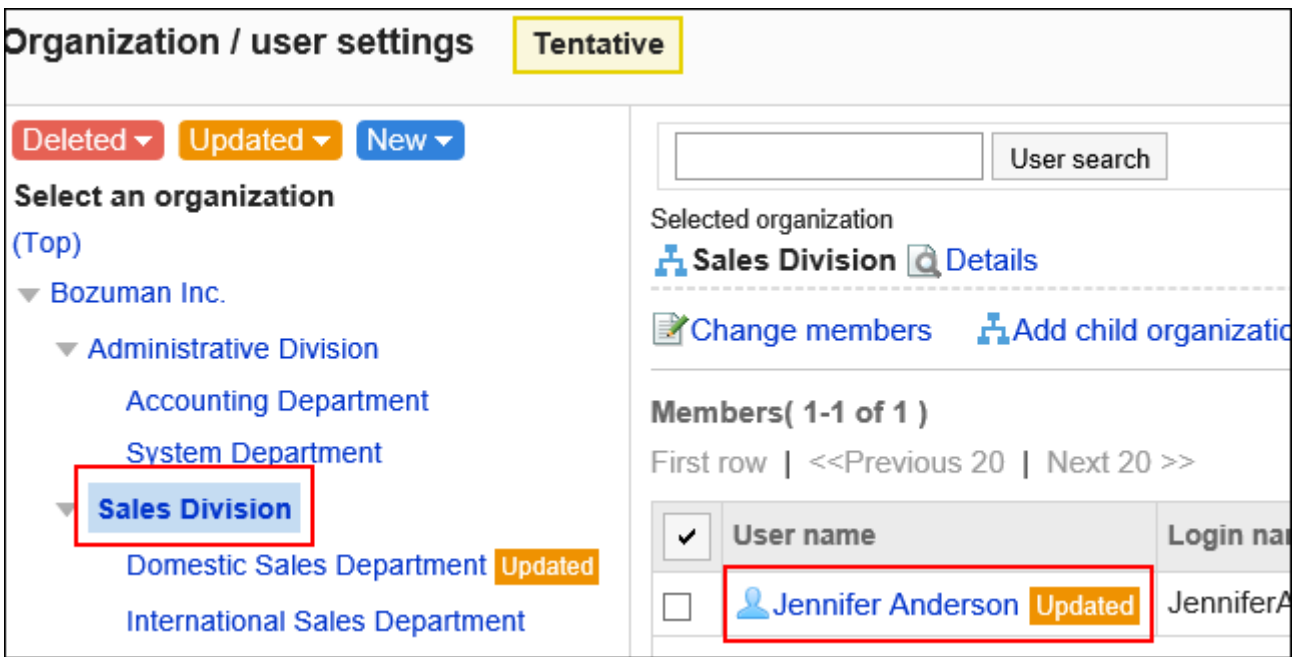 Organization / user settings Tentative
Deleted Updated New
Select an organization
(Top)
Bozuman Inc.
Administrative Division
Accounting Department
System Department
Sales Division
Domestic Sales Department Updated
International Sales Department
User search
Selected organization
Sales Division Details
Change members Add child organizatio
Members( 1-1 of 1 )
First row | <<Previous 20 | Next 20 >>
User name Login nam
Jennifer Anderson Updated JenniferA